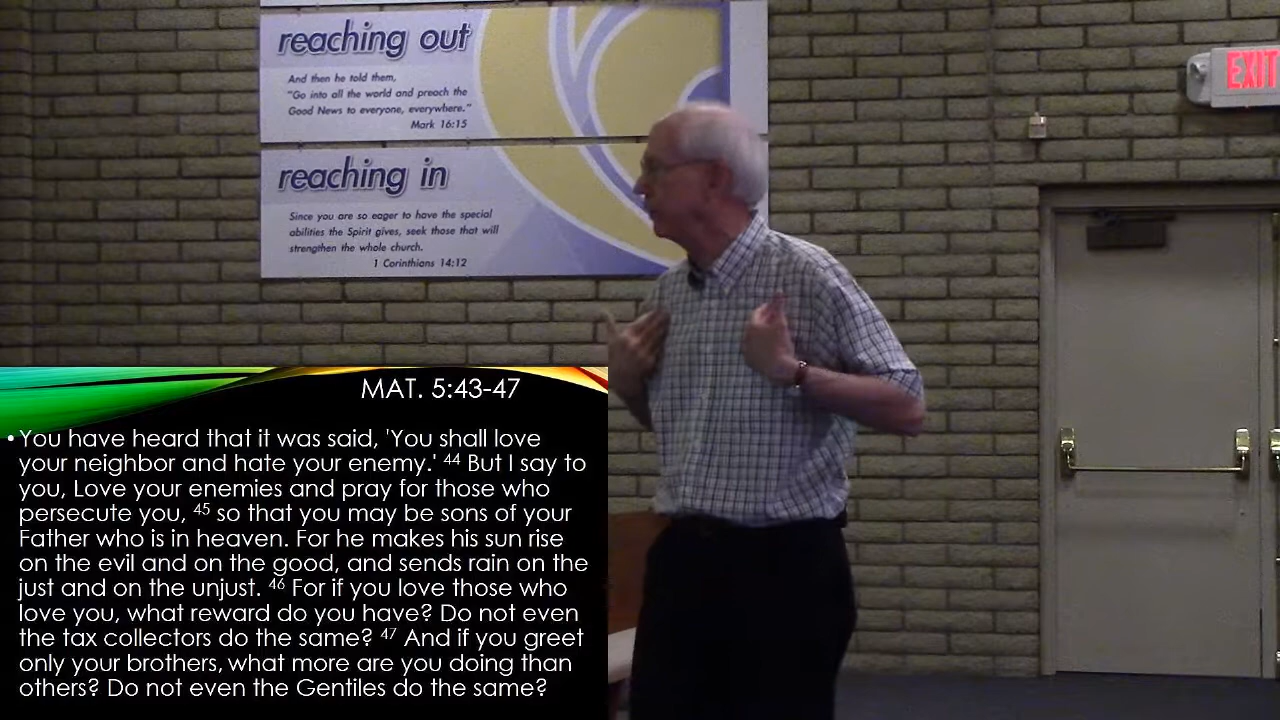 reaching out
And then he told them,
"Go into all the world and preach the
Good News to everyone, everywhere."
Mark 16:15
reaching in
Since you are so eager to have the special
abilities the Spirit gives, seek those that will
strengthen the whole church.
1 Corinthians 14:12
EXIT
MAT. 5:43-47
•You have heard that it was said, 'You shall love
your neighbor and hate your enemy.' 44 But I say to
you, Love your enemies and pray for those who
persecute you, 45 so that you may be sons of your
Father who is in heaven. For he makes his sun rise
on the evil and on the good, and sends rain on the
just and on the unjust. 46 For if you love those who
love you, what reward do you have? Do not even
the tax collectors do the same? 47 And if you greet
only your brothers, what more are you doing than
others? Do not even the Gentiles do the same?